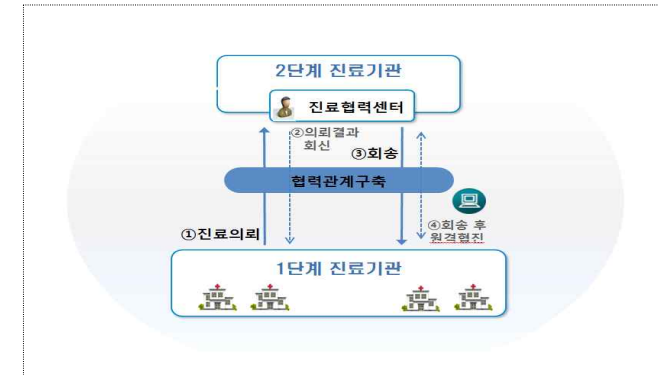 2단계 진료기관
진료협력센터
②의뢰결과
회신
③회송
협력관계구축
①진료의뢰
④회송 후
원격협진
1단계 진료기관